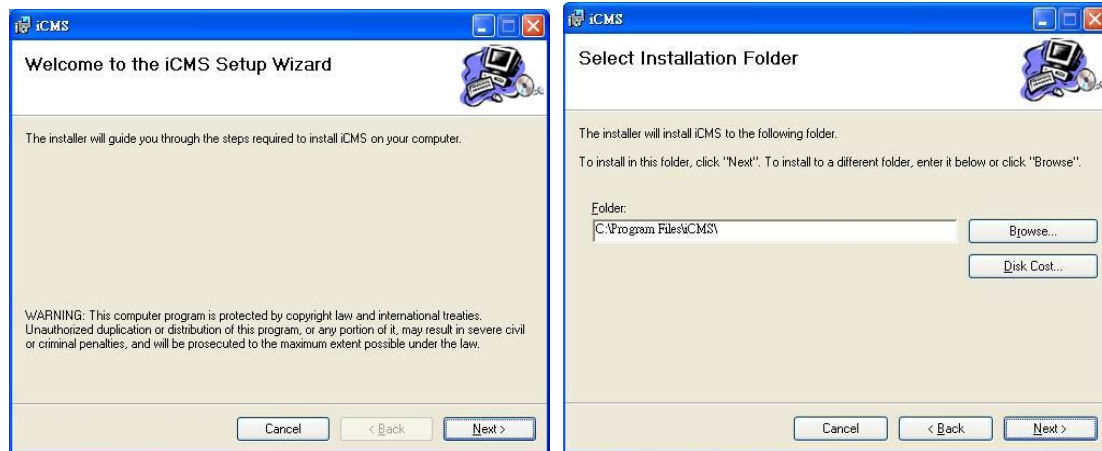 iCMS
Welcome to the iCMS Setup Wizard
The installer will guide you through the steps required to install iCMS on your computer.
WARNING: This computer program is protected by copyright law and international treaties.
Unauthorized duplication or distribution of this program, or any portion of it, may result in severe civil
or criminal penalties, and will be prosecuted to the maximum extent possible under the law.
Cancel
< Back
Next >
iCMS
Select Installation Folder
The installer will install iCMS to the following folder.
To install in this folder, click "Next". To install to a different folder, enter it below or click "Browse".
Folder:
C:\Program Files\iCMS\
Browse...
Disk Cost...
Cancel
< Back
Next >